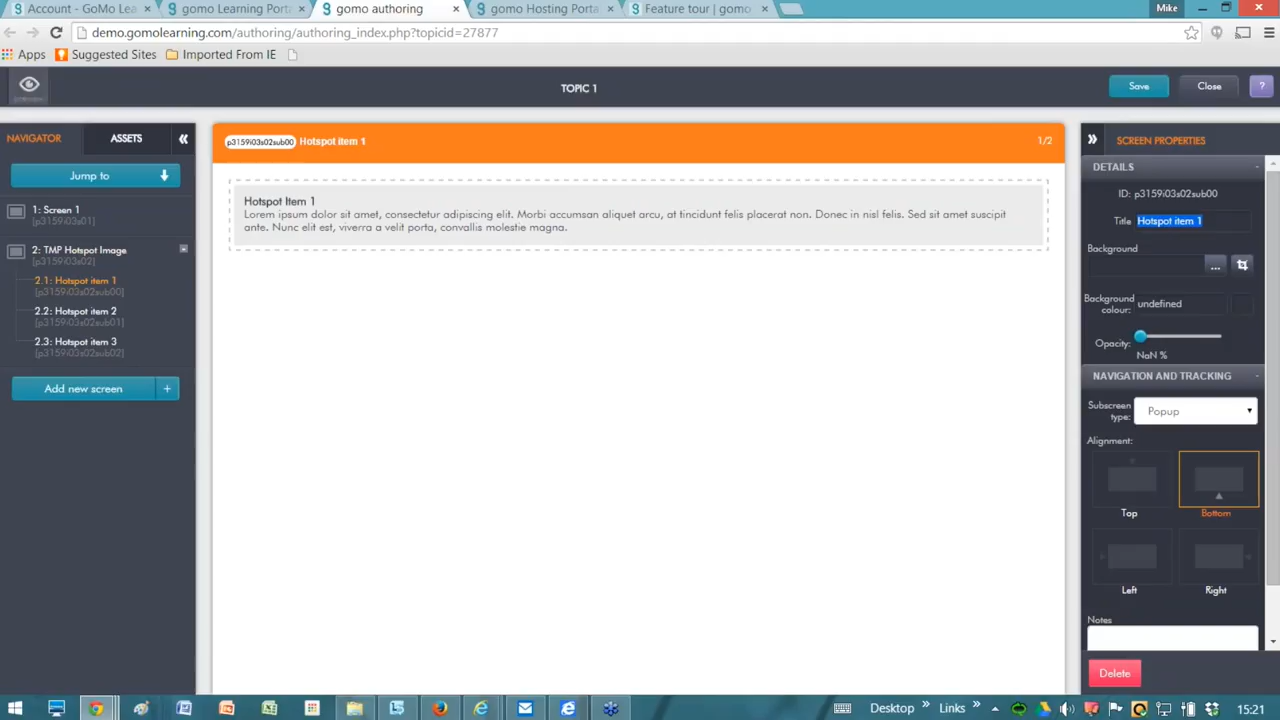 Account - GoMo Lea
gomo Learning Porta
gomo authoring
gomo Hosting Porta
Feature tour | gomo
Mike
demo.gomolearning.com/authoring/authoring_index.php?topicid=27877
Apps
Suggested Sites
Imported From IE
TOPIC 1
Save
Close
?
NAVIGATOR
ASSETS
Jump to
1: Screen 1
[p3159i03s01]
2: TMP Hotspot Image
[p3159i03s02]
2.1: Hotspot item 1
[p3159i03s02sub00]
2.2: Hotspot item 2
[p3159i03s02sub01]
2.3: Hotspot item 3
[p3159i03s02sub02]
Add new screen +
p3159i03s02sub00 Hotspot item 1
1/2
Hotspot Item 1
Lorem ipsum dolor sit amet, consectetur adipiscing elit. Morbi accumsan aliquet arcu, at tincidunt felis placerat non. Donec in nisl felis. Sed sit amet suscipit
ante. Nunc elit est, viverra a velit porta, convallis molestie magna.
SCREEN PROPERTIES
DETAILS
ID: p3159i03s02sub00
Title Hotspot item 1
Background
...
Background
colour: undefined
Opacity:
NaN %
NAVIGATION AND TRACKING
Subscreen
type: Popup
Alignment:
Top
Bottom
Left
Right
Notes
Delete
Desktop
Links
15:21